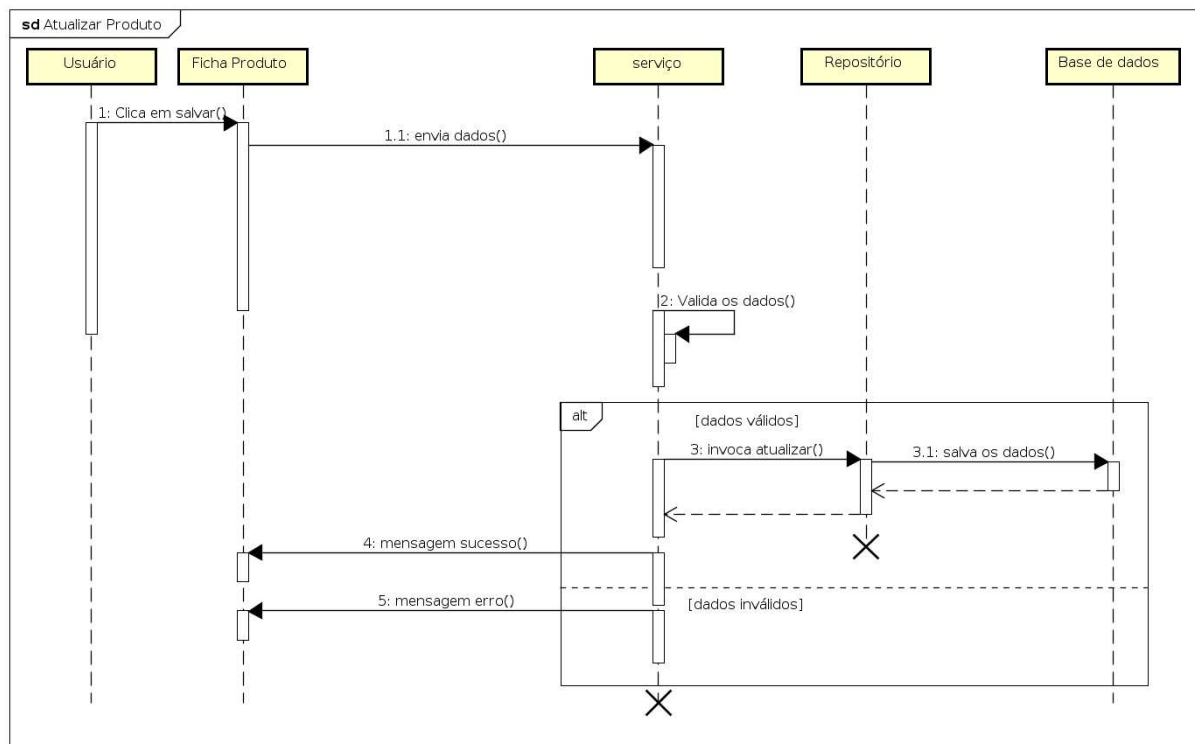 sd Atualizar Produto
Usuário
Ficha Produto
serviço
Repositório
Base de dados
1: Clica em salvar()
1.1: envia dados()
2: Valida os dados()
alt
[dados válidos]
3: invoca atualizar()
3.1: salva os dados()
4: mensagem sucesso()
5: mensagem erro()
[dados inválidos]